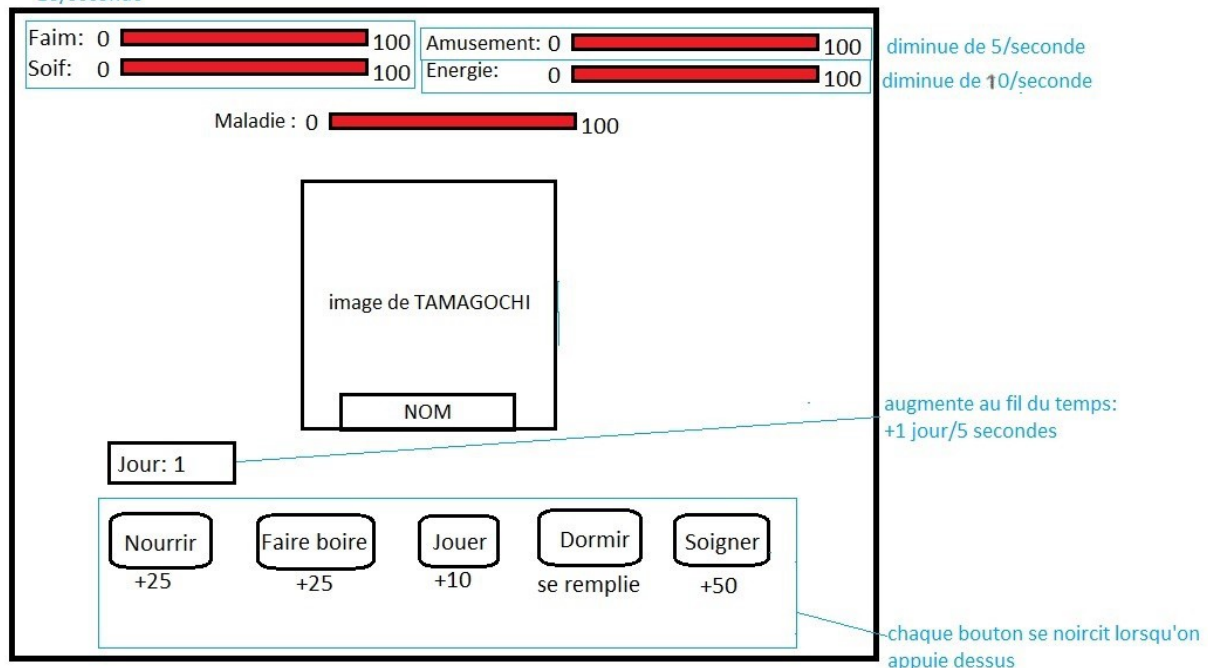 Faim: 0 100 Amusement: 0 100 diminue de 5/seconde
Soif: 0 100 Energie: 0 100 diminue de 10/seconde
Maladie : 0 100
image de TAMAGOCHI
NOM
augmente au fil du temps:
+1 jour/5 secondes
Jour: 1
Nourrir Faire boire Jouer Dormir Soigner
+25 +25 +10 se remplie +50
chaque bouton se noircit lorsqu'on
appuie dessus